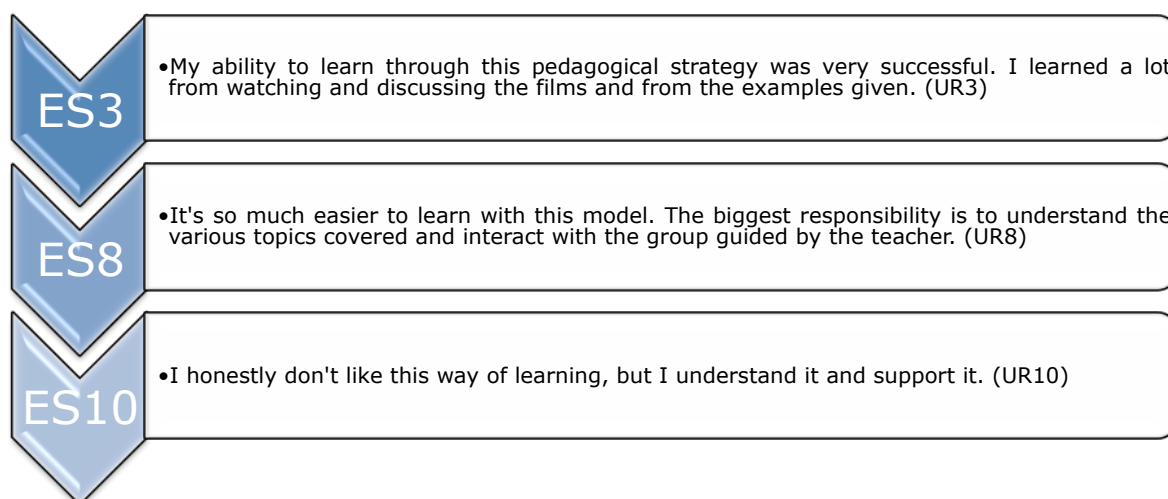 ES3
•My ability to learn through this pedagogical strategy was very successful. I learned a lot
from watching and discussing the films and from the examples given. (UR3)
ES8
•It's so much easier to learn with this model. The biggest responsibility is to understand the
various topics covered and interact with the group guided by the teacher. (UR8)
ES10
•I honestly don't like this way of learning, but I understand it and support it. (UR10)